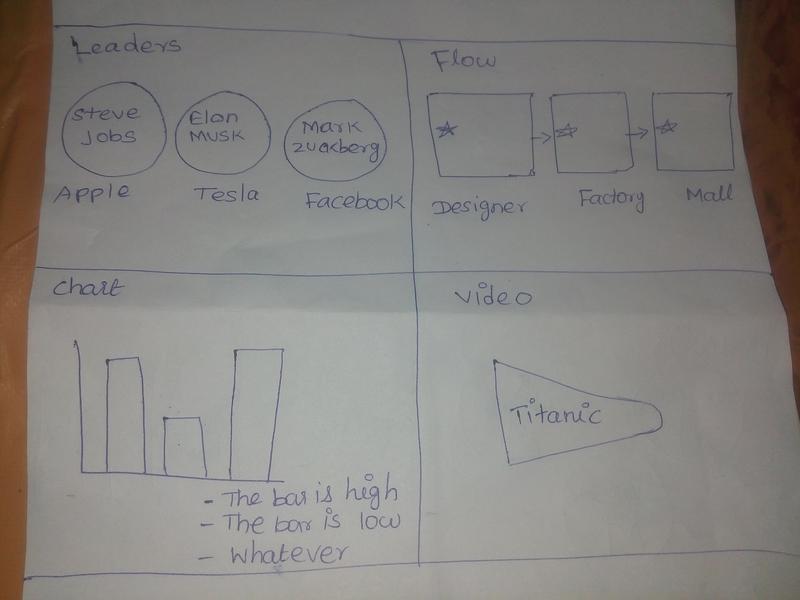 Leaders
Steve
Jobs
Elon
MUSK
Mark
zuckberg
Apple
Tesla
Facebook
Flow
Designer
Factory
Mall
chart
- The bar is high
- The bar is low
- whatever
video
Titanic